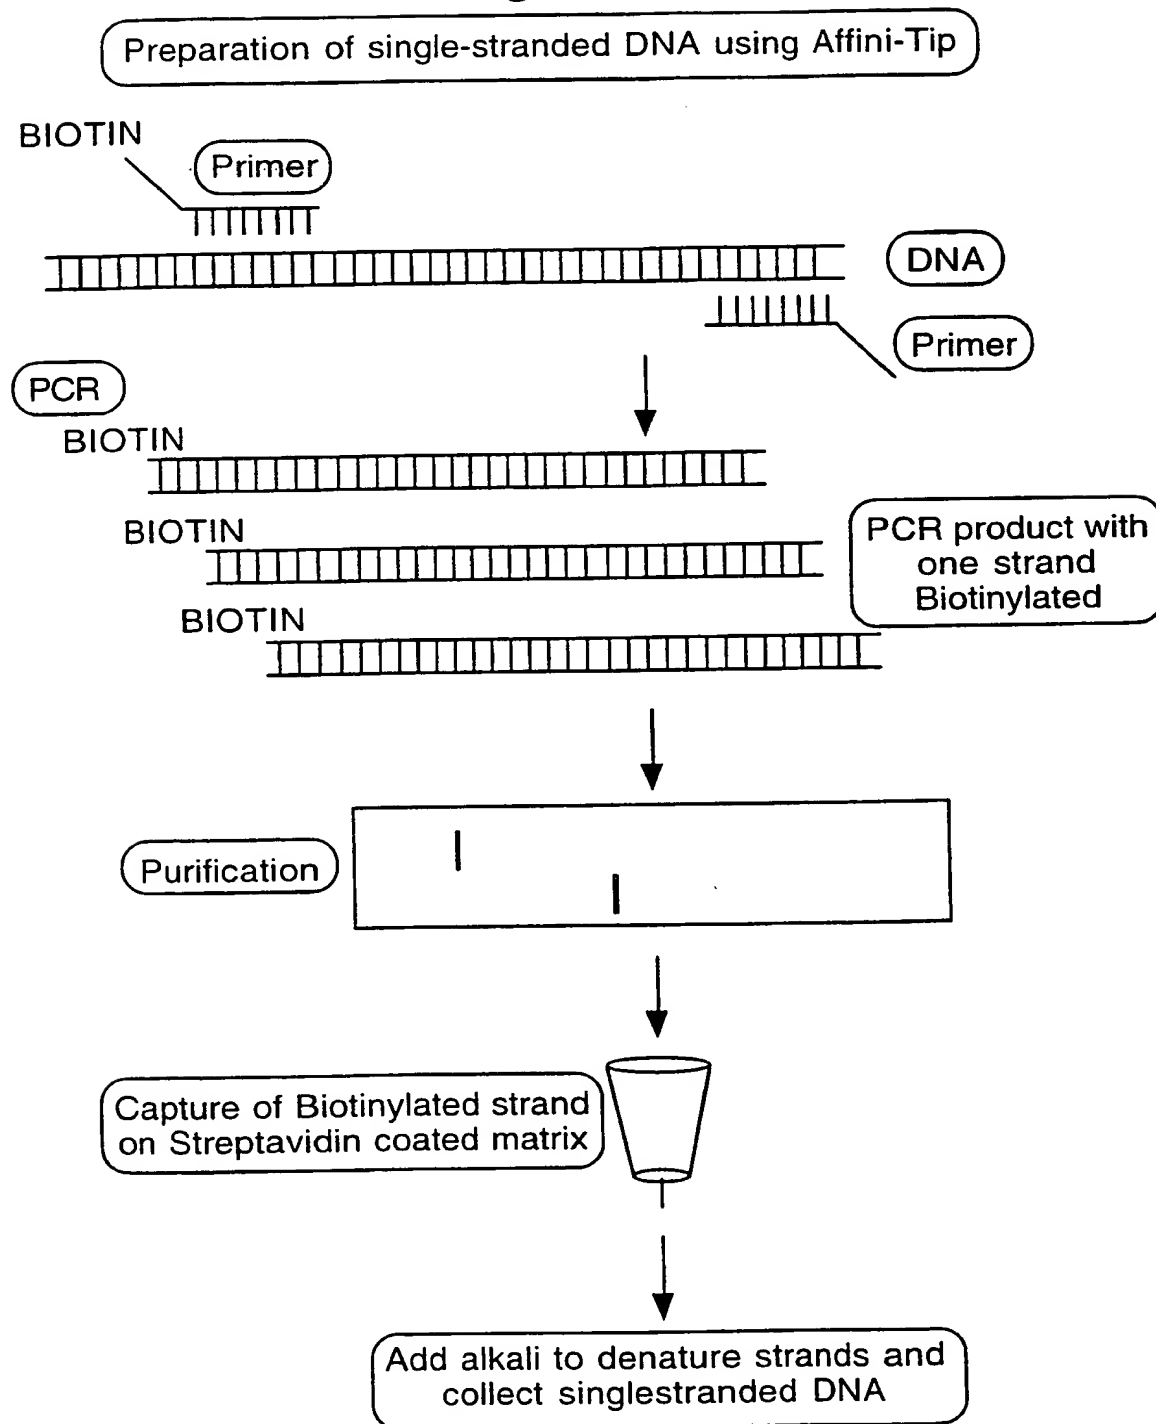 Preparation of single-stranded DNA using Affini-Tip
BIOTIN
Primer
DNA
Primer
PCR
BIOTIN
BIOTIN
BIOTIN
PCR product with
one strand
Biotinylated
Purification
Capture of Biotinylated strand
on Streptavidin coated matrix
Add alkali to denature strands and
collect singlestranded DNA